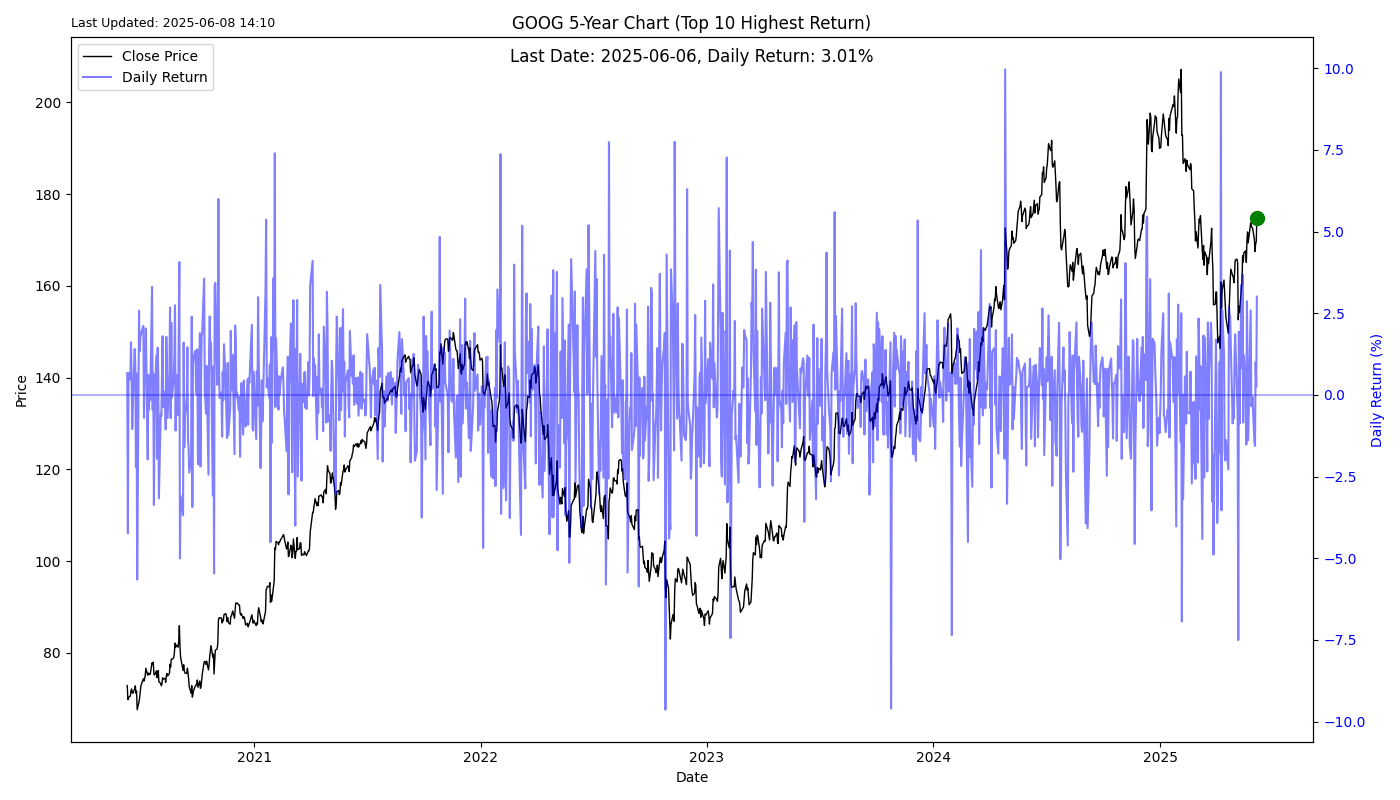 Last Updated: 2025-06-08 14:10
GOOG 5-Year Chart (Top 10 Highest Return)
Last Date: 2025-06-06, Daily Return: 3.01%
Close Price
Daily Return
200
180
160
140
120
100
80
Price
10.0
7.5
5.0
2.5
0.0
−2.5
−5.0
−7.5
−10.0
Daily Return (%)
2021
2022
2023
2024
2025
Date